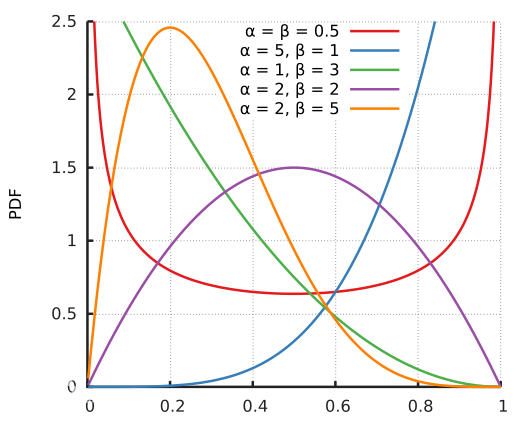 2.5
2
1.5
1
0.5
0
PDF
α = β = 0.5
α = 5, β = 1
α = 1, β = 3
α = 2, β = 2
α = 2, β = 5
0 0.2 0.4 0.6 0.8 1